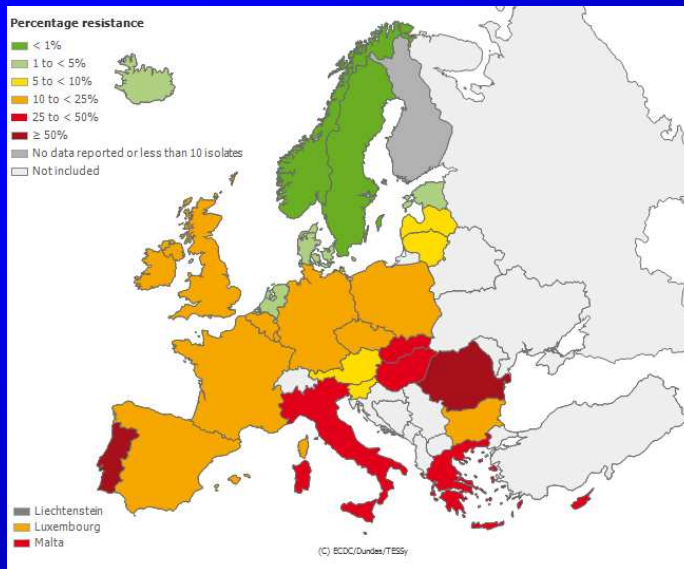 Percentage resistance
< 1%
1 to < 5%
5 to < 10%
10 to < 25%
25 to < 50%
≥ 50%
No data reported or less than 10 isolates
Not included
Liechtenstein
Luxembourg
Malta
(C) ECDC/Dundas/TESSy